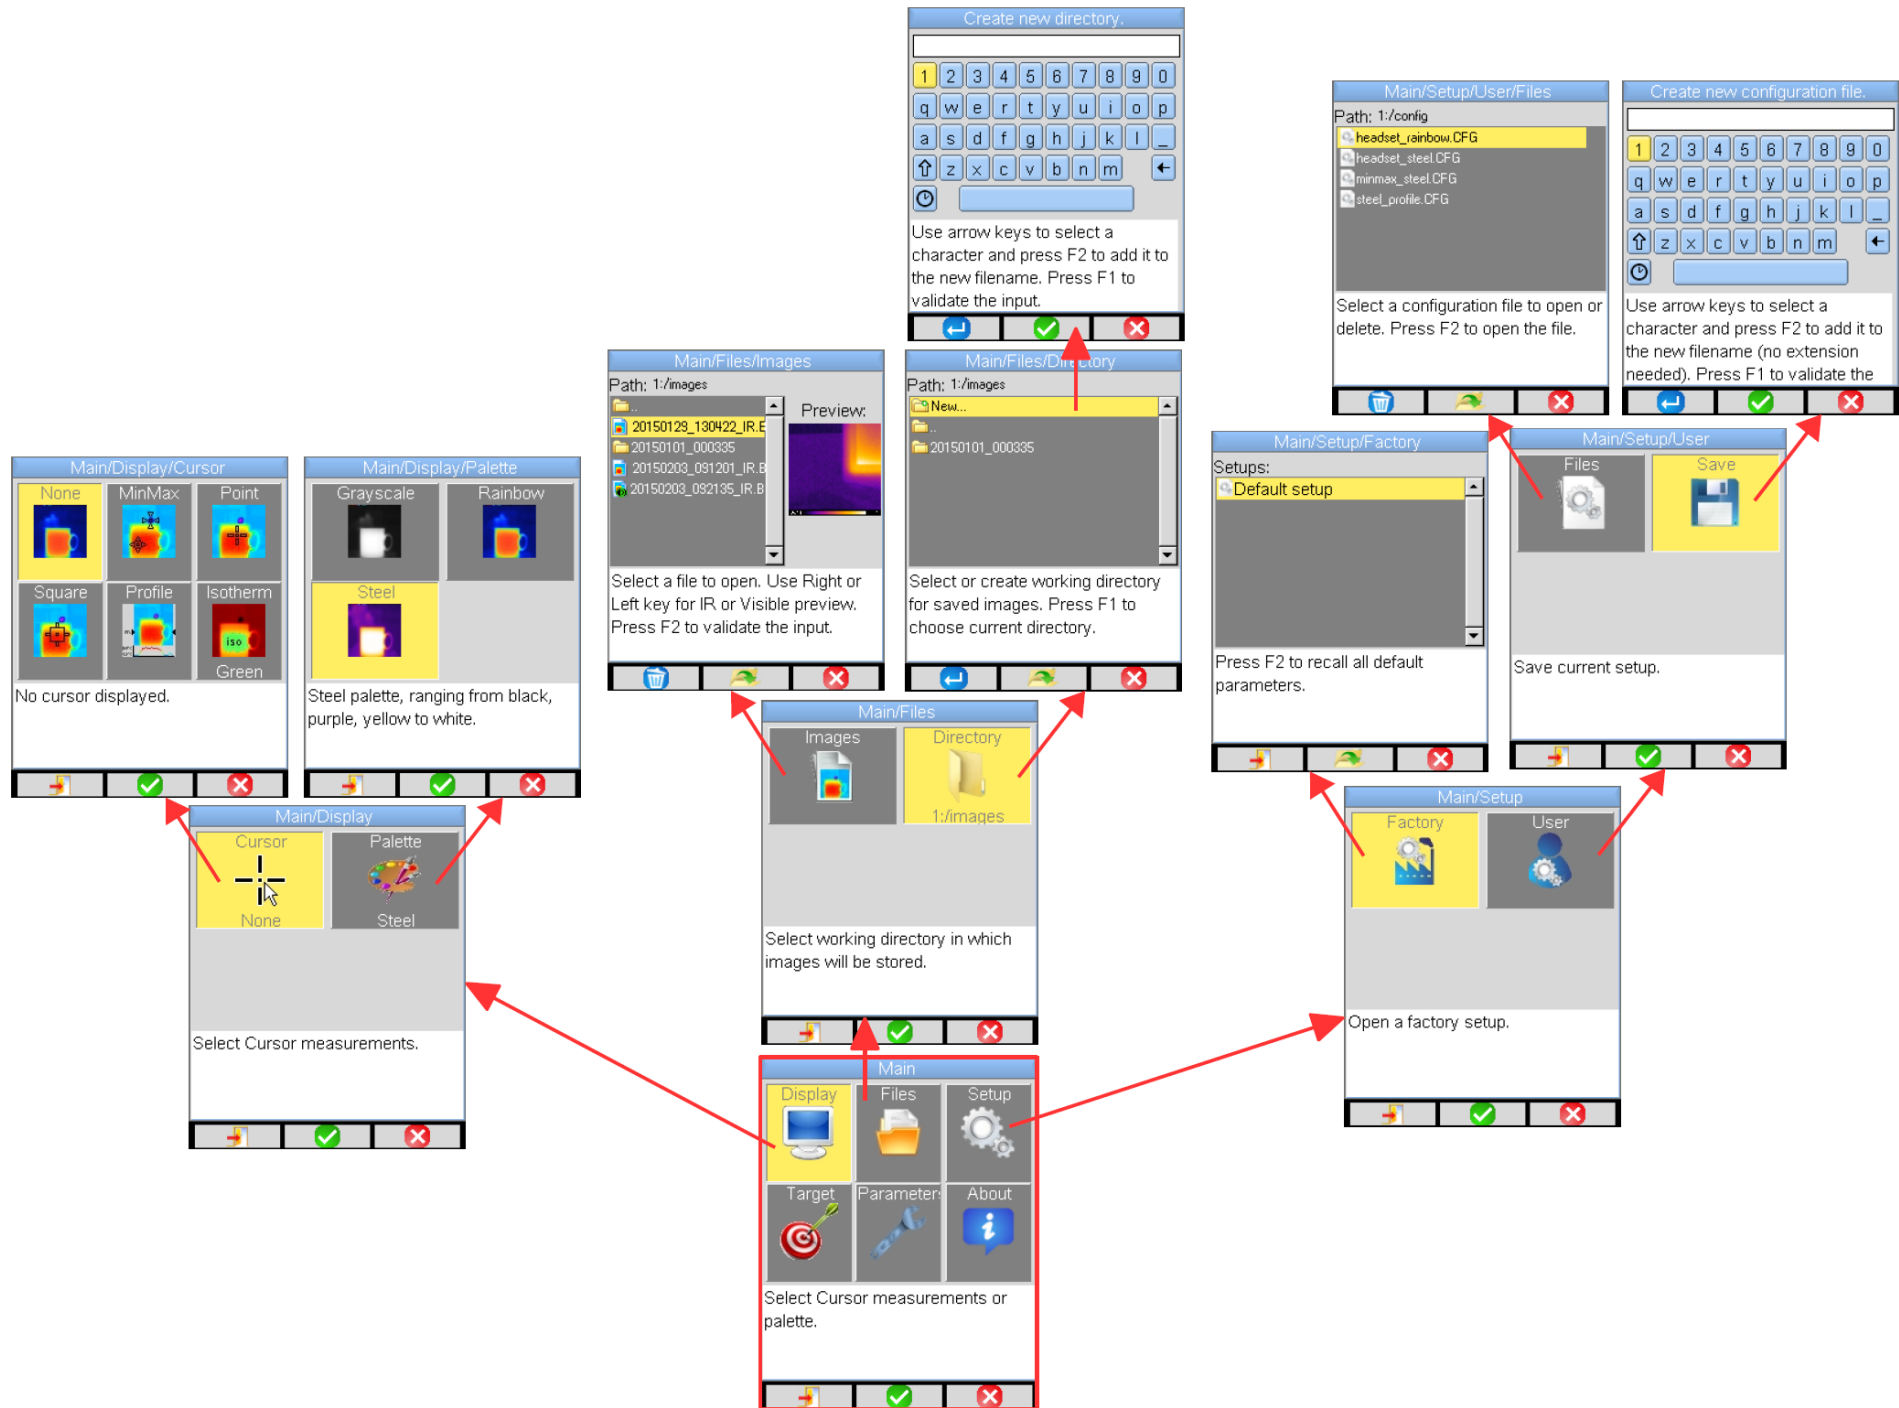 Create new directory.
1 2 3 4 5 6 7 8 9 0
q w e r t y u i o p
a s d f g h j k l _
z x c v b n m
Use arrow keys to select a
character and press F2 to add it to
the new filename. Press F1 to
validate the input.
Main/Setup/User/Files
Path: 1:/config
headset_rainbow.CFG
headset_steel.CFG
minmax_steel.CFG
steel_profile.CFG
Select a configuration file to open or
delete. Press F2 to open the file.
Create new configuration file.
1 2 3 4 5 6 7 8 9 0
q w e r t y u i o p
a s d f g h j k l _
z x c v b n m
Use arrow keys to select a
character and press F2 to add it to
the new filename (no extension
needed). Press F1 to validate the
Main/Files/Images
Path: 1:/images
..
20150129_130422_IR.B
20150101_000335
20150203_091201_IR.B
20150203_092135_IR.B
Preview:
Select a file to open. Use Right or
Left key for IR or Visible preview.
Press F2 to validate the input.
Main/Files/Directory
Path: 1:/images
New...
..
20150101_000335
Select or create working directory
for saved images. Press F1 to
choose current directory.
Main/Setup/Factory
Setups:
Default setup
Press F2 to recall all default
parameters.
Main/Setup/User
Files
Save
Save current setup.
Main/Display/Cursor
None
MinMax
Point
Square
Profile
Isotherm
iso
Green
No cursor displayed.
Main/Display/Palette
Grayscale
Rainbow
Steel
Steel palette, ranging from black,
purple, yellow to white.
Main/Files
Images
Directory
1:/images
Select working directory in which
images will be stored.
Main/Setup
Factory
User
Open a factory setup.
Main/Display
Cursor
None
Palette
Steel
Select Cursor measurements.
Main
Display
Files
Setup
Target
Parameter
About
Select Cursor measurements or
palette.